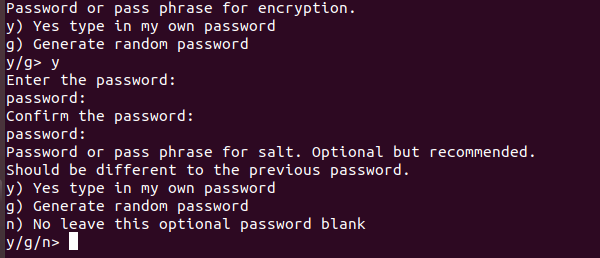 Password or pass phrase for encryption.
y) Yes type in my own password
g) Generate random password
y/g> y
Enter the password:
password:
Confirm the password:
password:
Password or pass phrase for salt. Optional but recommended.
Should be different to the previous password.
y) Yes type in my own password
g) Generate random password
n) No leave this optional password blank
y/g/n>